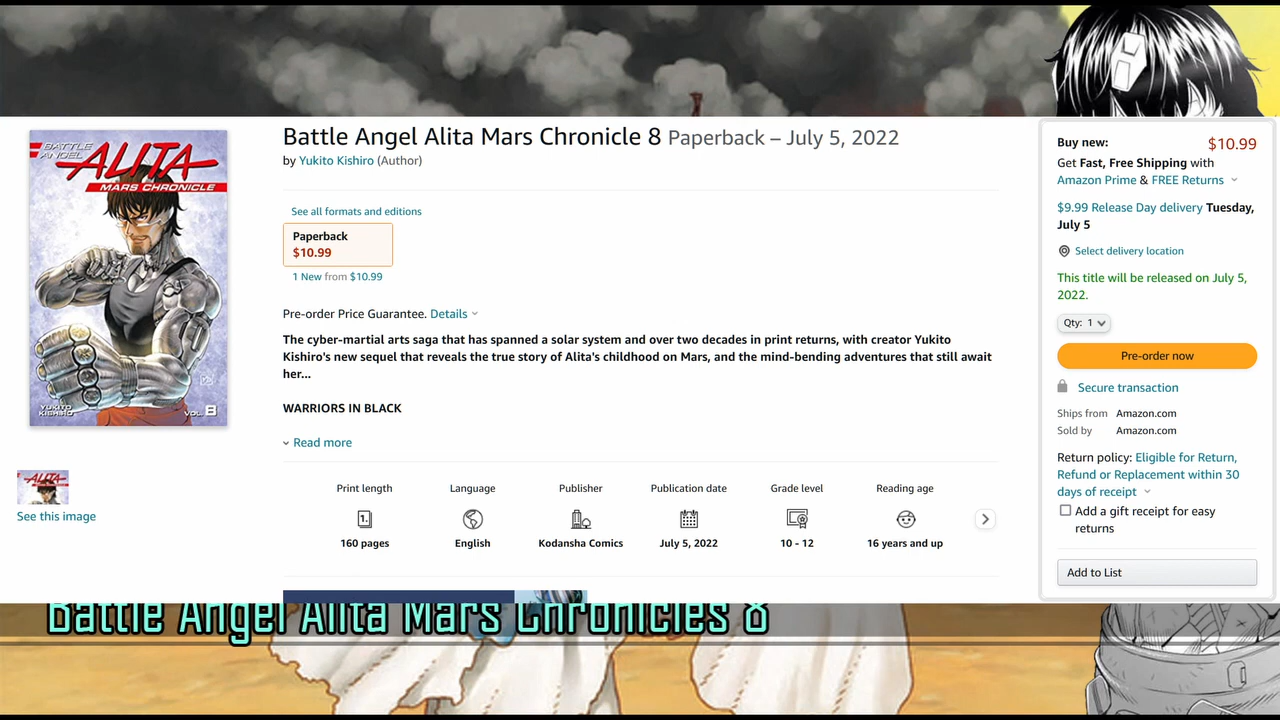 BATTLE
ANGEL
ALITA
MARS CHRONICLE
YUKITO
KISHIRO
VOL. 8
See this image
Battle Angel Alita Mars Chronicle 8 Paperback – July 5, 2022
by Yukito Kishiro (Author)
See all formats and editions
Paperback
$10.99
1 New from $10.99
Pre-order Price Guarantee. Details
The cyber-martial arts saga that has spanned a solar system and over two decades in print returns, with creator Yukito
Kishiro's new sequel that reveals the true story of Alita's childhood on Mars, and the mind-bending adventures that still await
her...
WARRIORS IN BLACK
Read more
Print length
1.
160 pages
Language
English
Publisher
Kodansha Comics
Publication date
July 5, 2022
Grade level
10 - 12
Reading age
16 years and up
Buy new: $10.99
Get Fast, Free Shipping with
Amazon Prime & FREE Returns
$9.99 Release Day delivery Tuesday,
July 5
Select delivery location
This title will be released on July 5,
2022.
Qty: 1
Pre-order now
Secure transaction
Ships from Amazon.com
Sold by Amazon.com
Return policy: Eligible for Return,
Refund or Replacement within 30
days of receipt
Add a gift receipt for easy
returns
Add to List
Battle Angel Alita Mars Chronicles 8